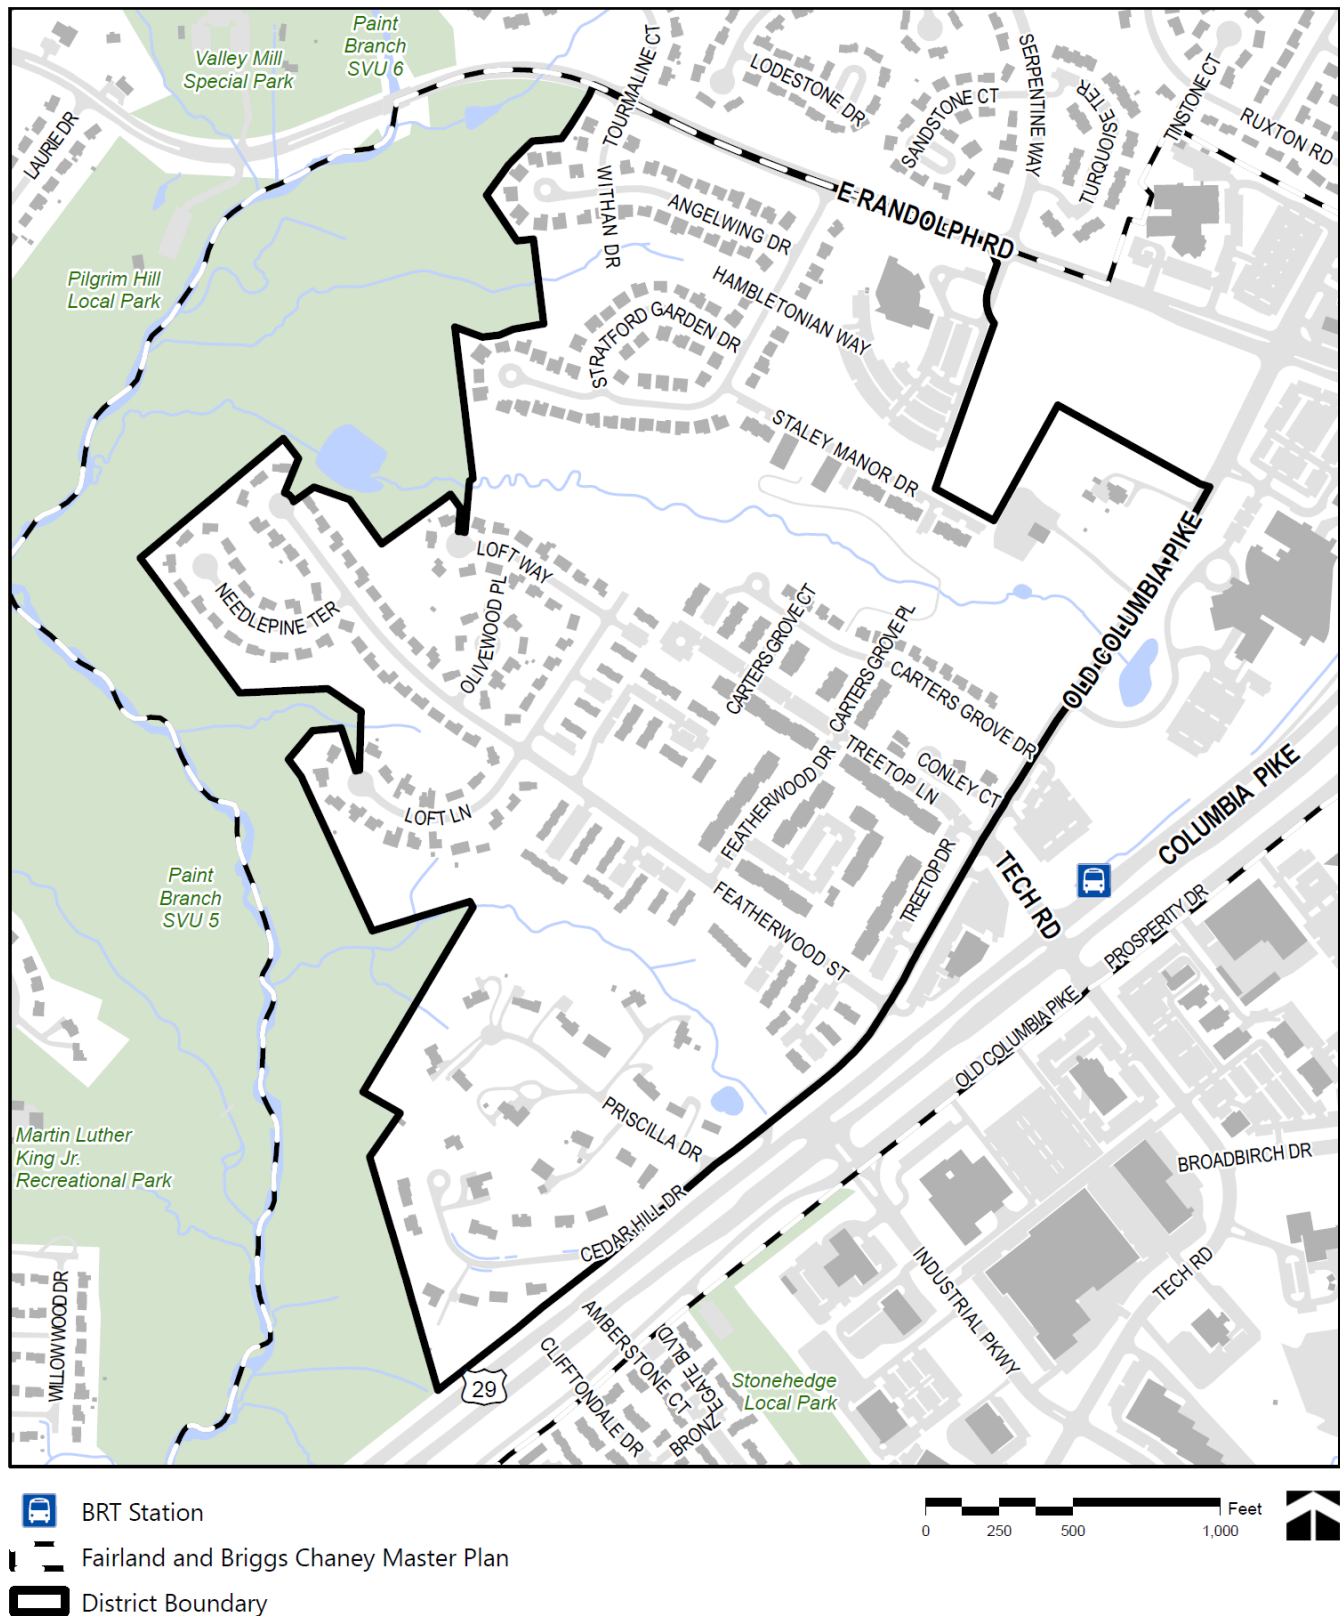 Paint
Branch
SVU 6
Valley Mill
Special Park
TOURMALINE CT
LODESTONE DR
SERPENTINE WAY
SANDSTONE CT
TURQUOISE TER
TINSTONE CT
RUXTON RD
LAURIE DR
WITHAN DR
ANGELWING DR
E RANDOLPH RD
Pilgrim Hill
Local Park
HAMBLETONIAN WAY
STRATFORD GARDEN DR
STALEY MANOR DR
LOFT WAY
OLD COLUMBIA PIKE
NEEDLEPINE TER
OLIVEWOOD PL
CARTERS GROVE CT
CARTERS GROVE PL
CARTERS GROVE DR
TREETOP LN
CONLEY CT
FEATHERWOOD DR
LOFT LN
COLUMBIA PIKE
TREETOP DR
TECH RD
Paint
Branch
SVU 5
FEATHERWOOD ST
PROSPERITY DR
OLD COLUMBIA PIKE
PRISCILLA DR
Martin Luther
King Jr.
Recreational Park
BROADBIRCH DR
CEDAR HILL DR
INDUSTRIAL PKWY
TECH RD
WILLOW WOOD DR
AMBERSTONE CT
CLIFFTONDALE DR
BRONZEGATE BLVD
Stonehedge
Local Park
29
BRT Station
Fairland and Briggs Chaney Master Plan
District Boundary
Feet
0 250 500 1,000